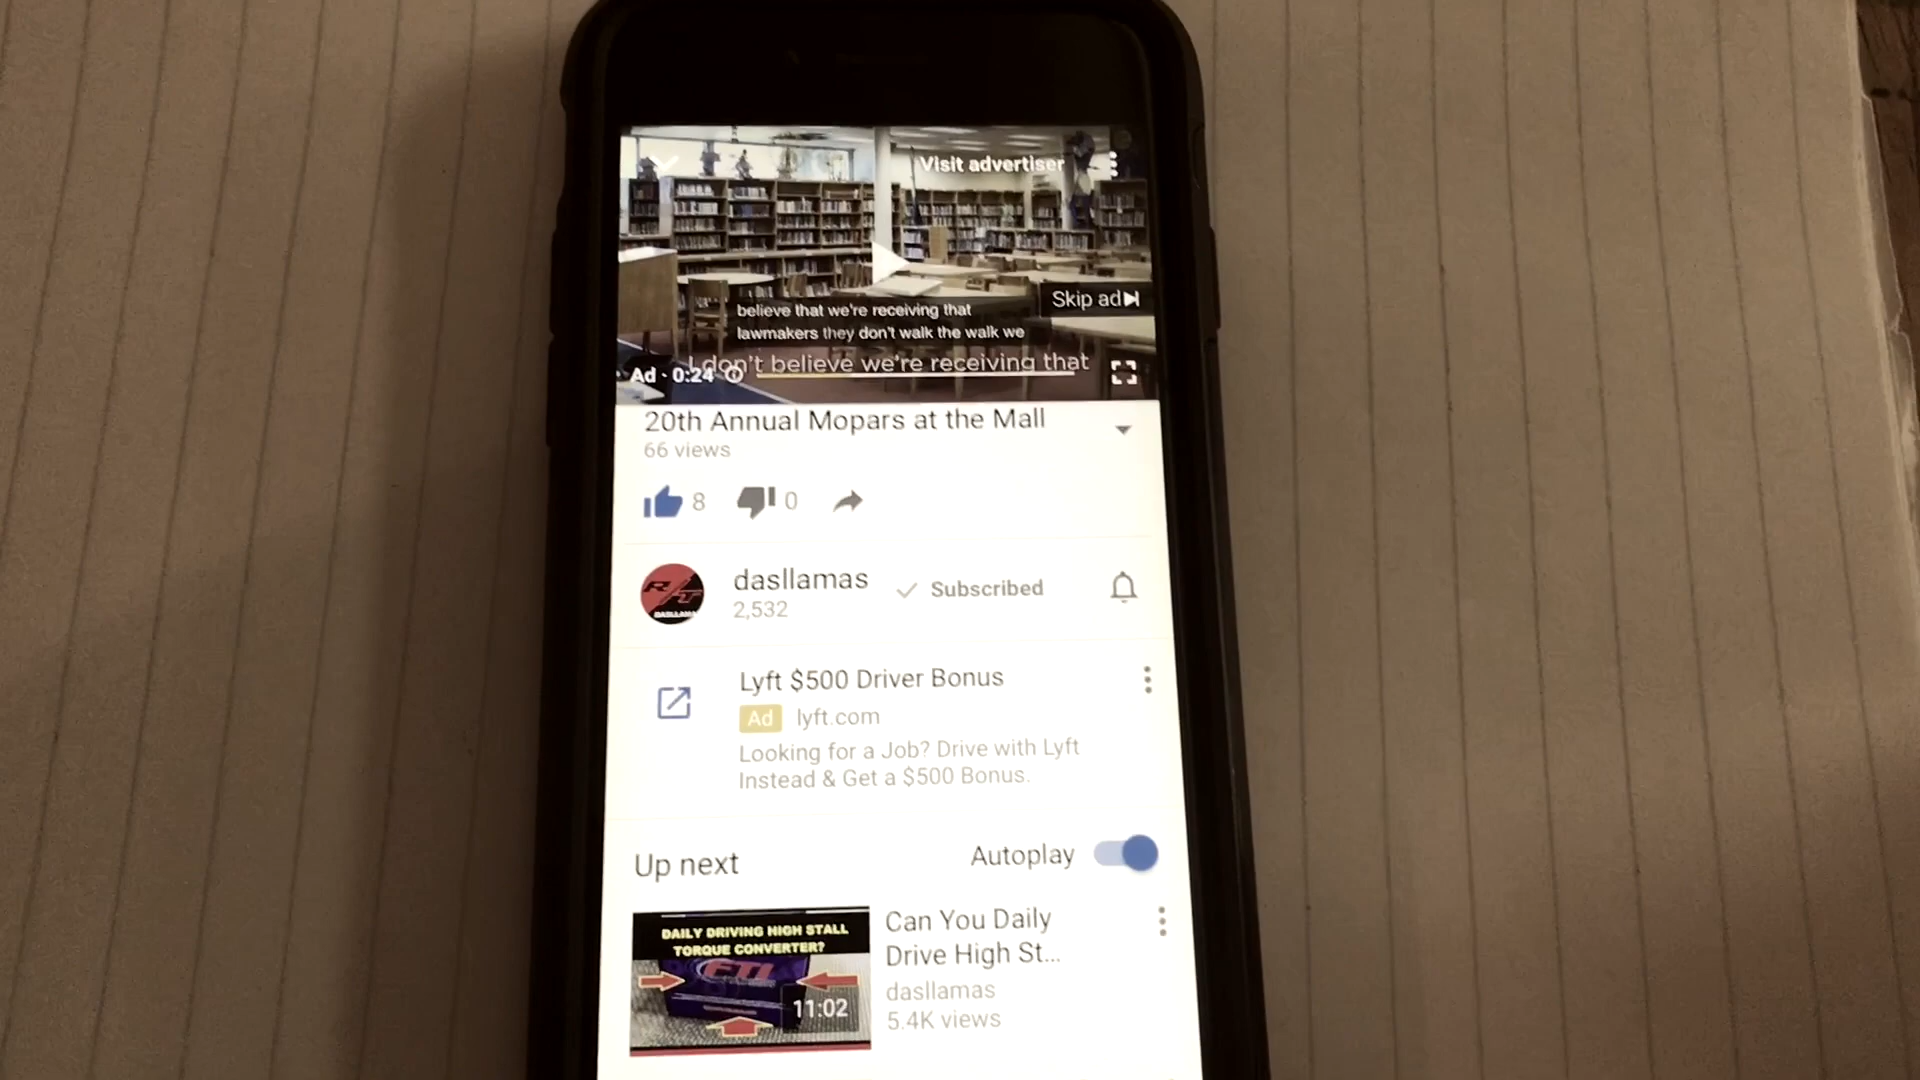 Visit advertiser
Skip ad
believe that we're receiving that
lawmakers they don't walk the walk we
I don't believe we're receiving that
Ad · 0:24
20th Annual Mopars at the Mall
66 views
8
0
dasllamas
2,532
Subscribed
R/T
Lyft $500 Driver Bonus
Ad lyft.com
Looking for a Job? Drive with Lyft
Instead & Get a $500 Bonus.
Up next
Autoplay
DAILY DRIVING HIGH STALL
TORQUE CONVERTER?
FTI
11:02
Can You Daily
Drive High St...
dasllamas
5.4K views